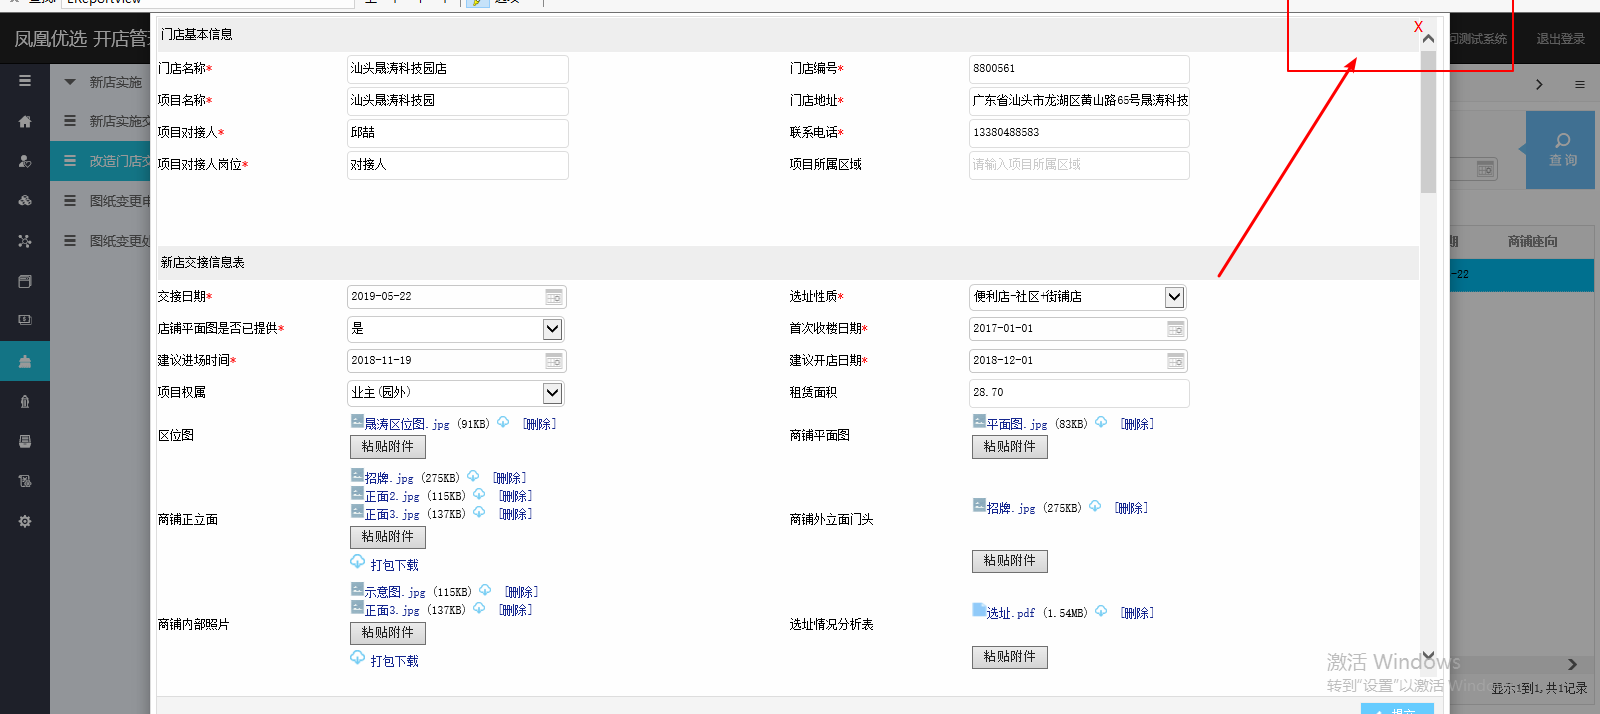 EReportView
凤凰优选 开店管
问测试系统
退出登录
新店实施
新店实施交
改造门店交
图纸变更申
图纸变更处
X
门店基本信息
门店名称* 汕头晟涛科技园店 门店编号* 8800561
项目名称* 汕头晟涛科技园 门店地址* 广东省汕头市龙湖区黄山路65号晟涛科技
项目对接人* 邱喆 联系电话* 13380488583
项目对接人岗位* 对接人 项目所属区域 请输入项目所属区域
新店交接信息表
交接日期* 2019-05-22 选址性质* 便利店-社区+街铺店
店铺平面图是否已提供* 是 首次收楼日期* 2017-01-01
建议进场时间* 2018-11-19 建议开店日期* 2018-12-01
项目权属 业主(园外) 租赁面积 28.70
区位图 晟涛区位图.jpg (91KB) [删除]
粘贴附件
商铺平面图 平面图.jpg (83KB) [删除]
粘贴附件
商铺正立面 招牌.jpg (275KB) [删除]
正面2.jpg (115KB) [删除]
正面3.jpg (137KB) [删除]
粘贴附件
打包下载
商铺外立面门头 招牌.jpg (275KB) [删除]
粘贴附件
商铺内部照片 示意图.jpg (115KB) [删除]
正面3.jpg (137KB) [删除]
粘贴附件
打包下载
选址情况分析表 选址.pdf (1.54MB) [删除]
粘贴附件
查询
期 商铺座向
-22
激活 Windows
转到"设置"以激活 Windows
显示1到1,共1记录
提交